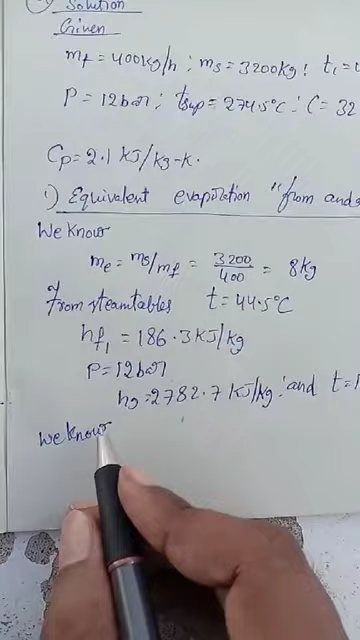 Solution
Given
mf = 400kg/h ; ms = 3200Kg ; t1 =
P = 12bar ; tsup = 274.5°C ; C = 32
Cp = 2.1 KJ/kg-K.
i) Equivalent evaporation "from and
We Know
me = ms/mf = 3200/400 = 8Kg
From steam tables t = 44.5°C
hf1 = 186.3 KJ/kg
P = 12bar
hg = 2782.7 KJ/kg ; and t = 1
We Know